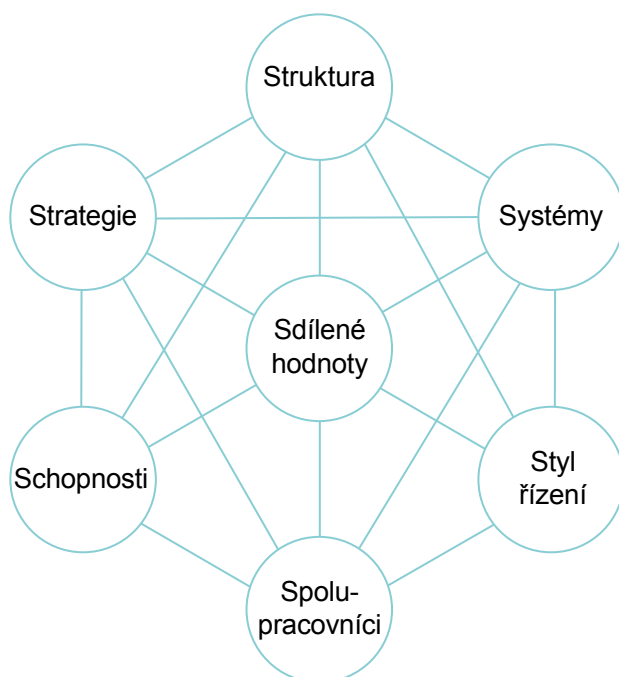 Struktura
Strategie
Systémy
Sdílené
hodnoty
Schopnosti
Styl
řízení
Spolu-
pracovníci